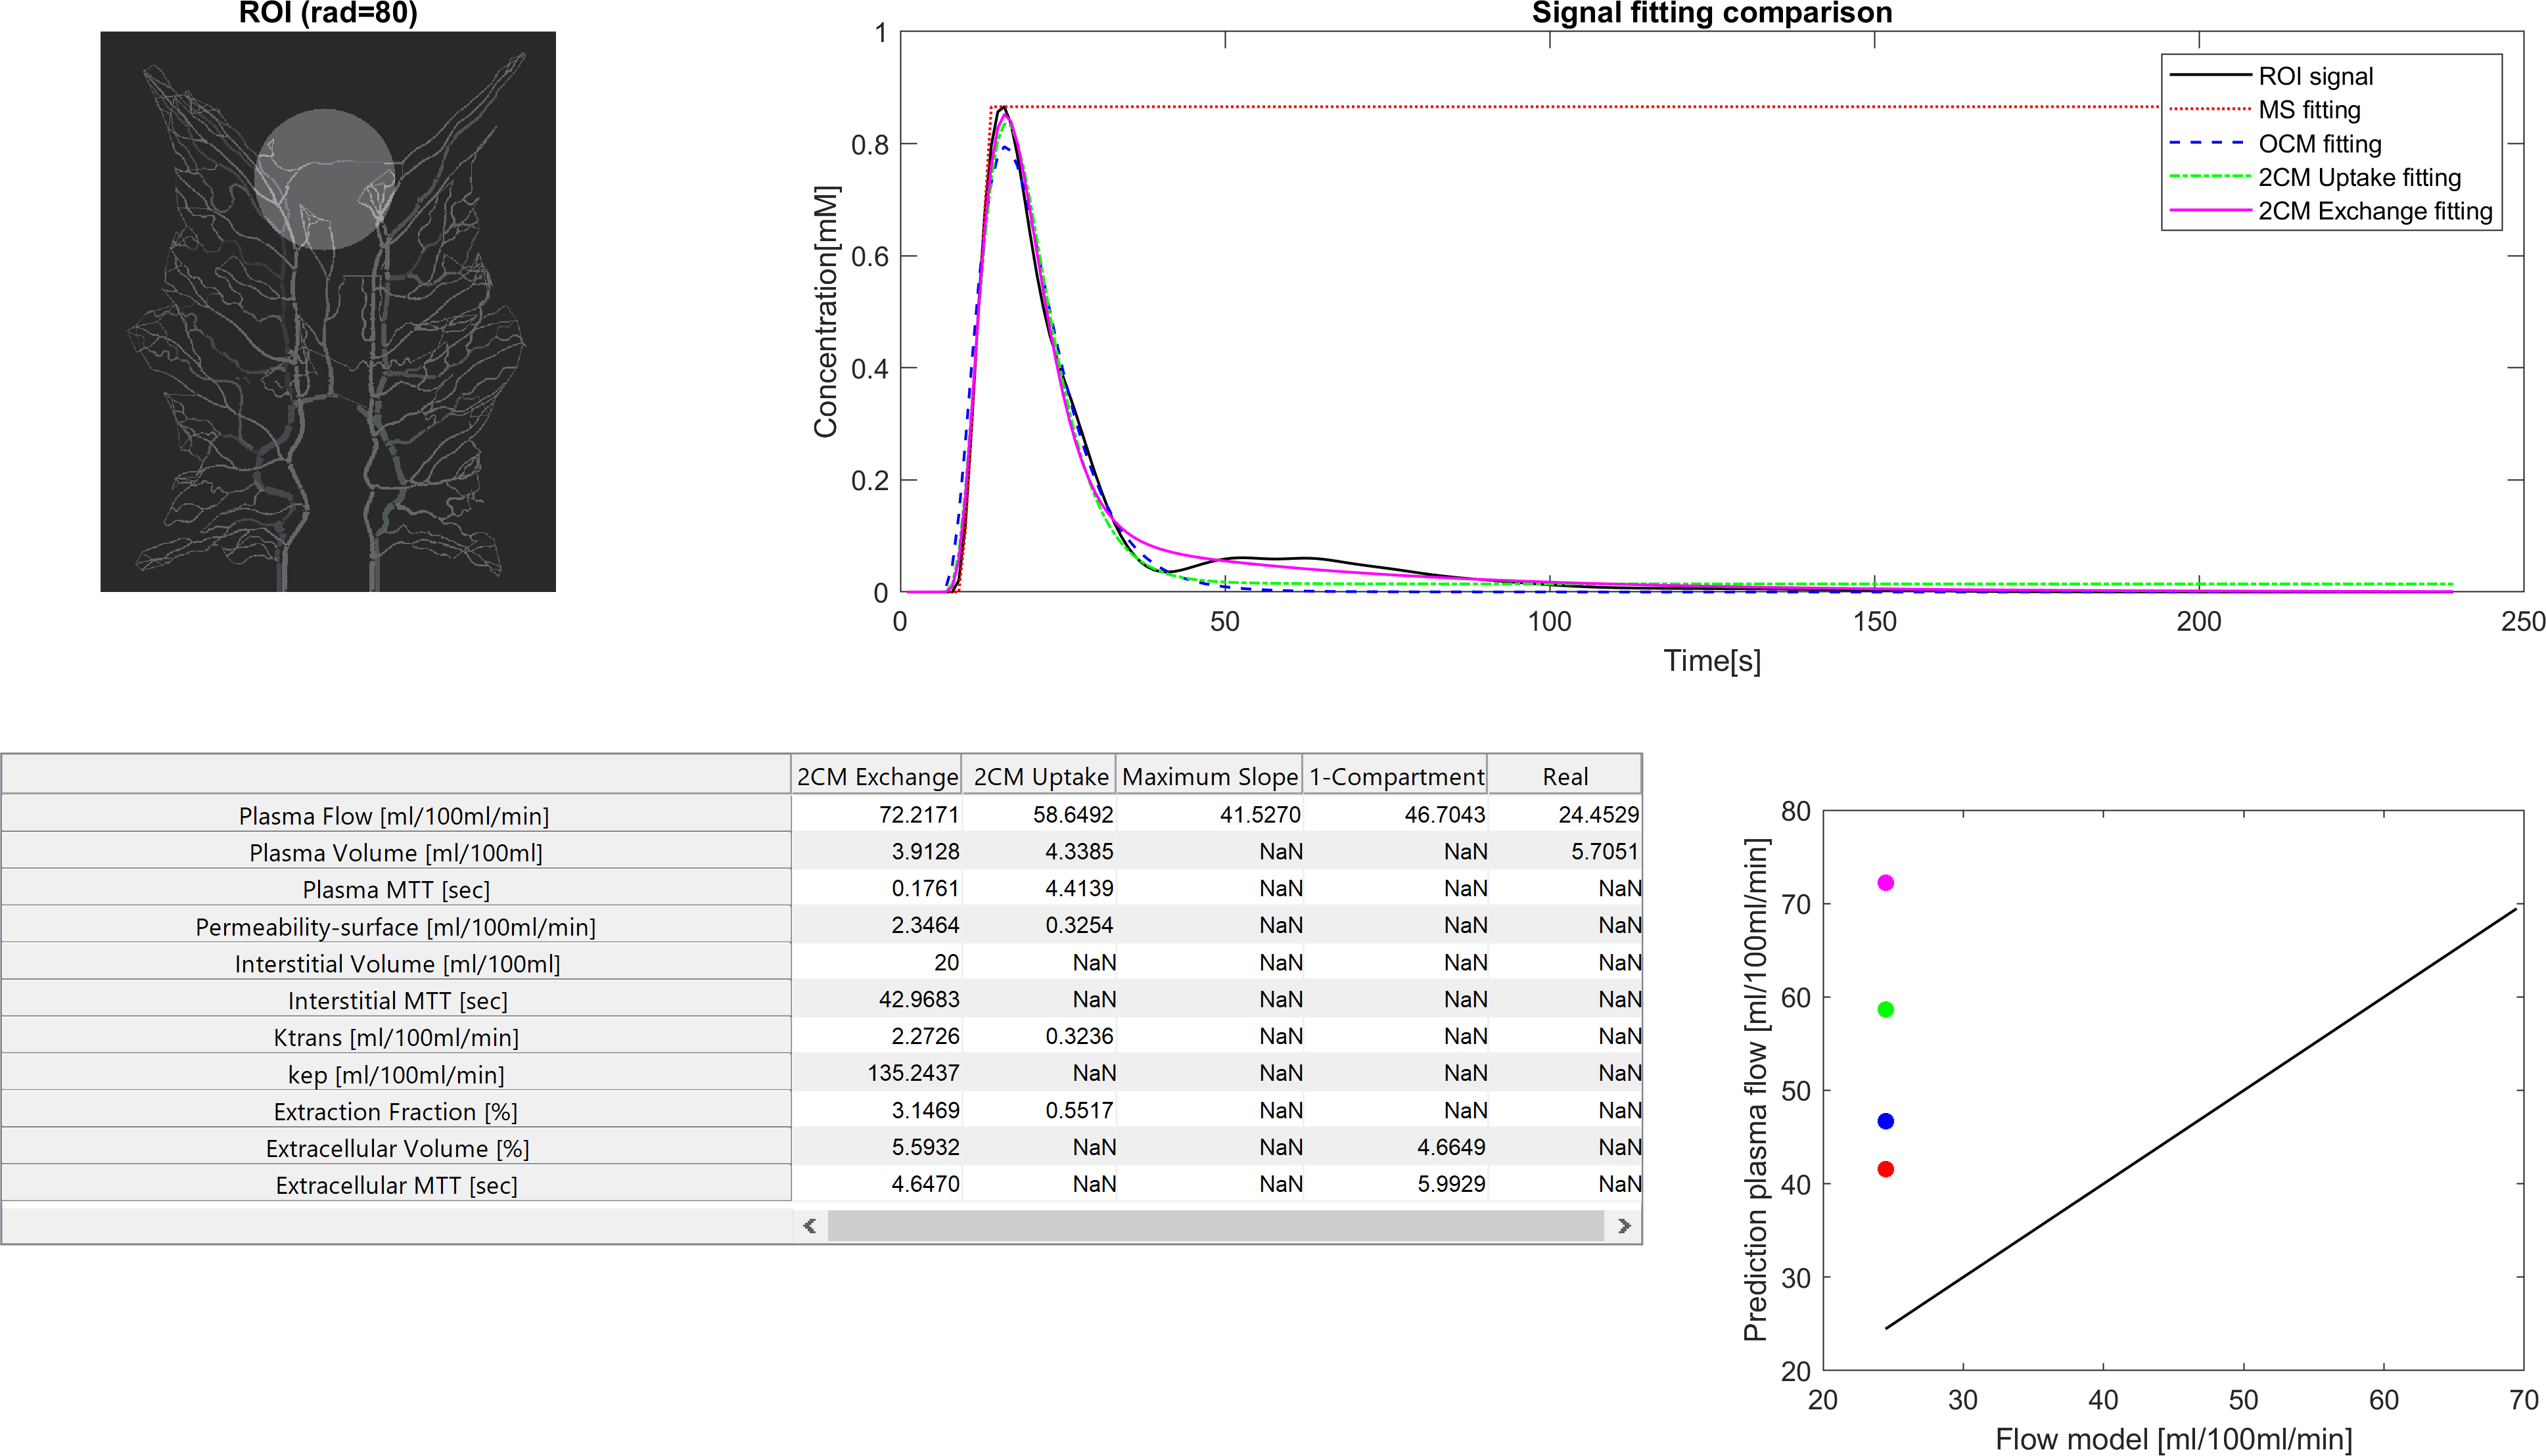 ROI (rad=80)
Signal fitting comparison
1
0.8
0.6
0.4
0.2
0
Concentration[mM]
0 50 100 150 200 250
Time[s]
ROI signal
MS fitting
OCM fitting
2CM Uptake fitting
2CM Exchange fitting
2CM Exchange 2CM Uptake Maximum Slope 1-Compartment Real
Plasma Flow [ml/100ml/min] 72.2171 58.6492 41.5270 46.7043 24.4529
Plasma Volume [ml/100ml] 3.9128 4.3385 NaN NaN 5.7051
Plasma MTT [sec] 0.1761 4.4139 NaN NaN NaN
Permeability-surface [ml/100ml/min] 2.3464 0.3254 NaN NaN NaN
Interstitial Volume [ml/100ml] 20 NaN NaN NaN NaN
Interstitial MTT [sec] 42.9683 NaN NaN NaN NaN
Ktrans [ml/100ml/min] 2.2726 0.3236 NaN NaN NaN
kep [ml/100ml/min] 135.2437 NaN NaN NaN NaN
Extraction Fraction [%] 3.1469 0.5517 NaN NaN NaN
Extracellular Volume [%] 5.5932 NaN NaN 4.6649 NaN
Extracellular MTT [sec] 4.6470 NaN NaN 5.9929 NaN
80
70
60
50
40
30
20
Prediction plasma flow [ml/100ml/min]
20 30 40 50 60 70
Flow model [ml/100ml/min]